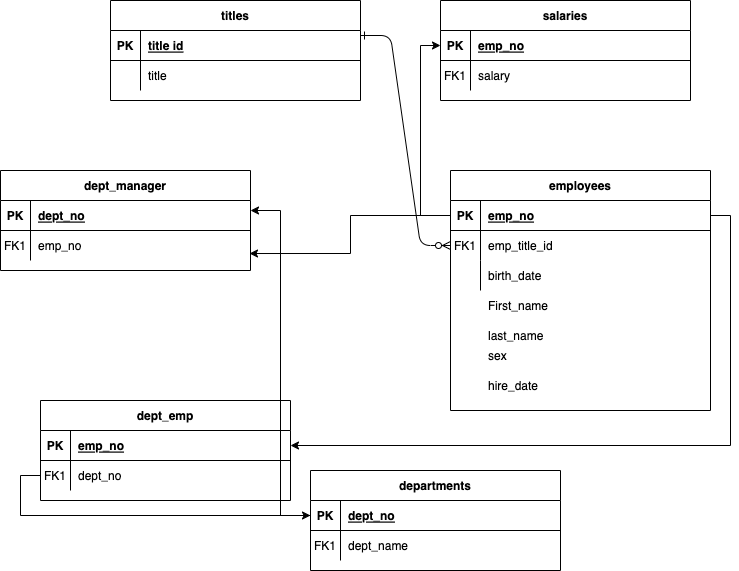 titles
PK title id
title
salaries
PK emp_no
FK1 salary
dept_manager
PK dept_no
FK1 emp_no
employees
PK emp_no
FK1 emp_title_id
birth_date
First_name
last_name
sex
hire_date
dept_emp
PK emp_no
FK1 dept_no
departments
PK dept_no
FK1 dept_name